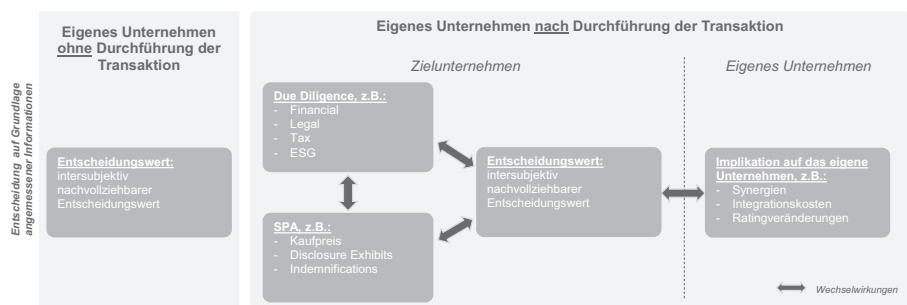 Entscheidung auf Grundlage
angemessener Informationen
Eigenes Unternehmen
ohne Durchführung der
Transaktion
Entscheidungswert:
intersubjektiv
nachvollziehbarer
Entscheidungswert
Eigenes Unternehmen nach Durchführung der Transaktion
Zielunternehmen
Due Diligence, z.B.:
- Financial
- Legal
- Tax
- ESG
SPA, z.B.:
- Kaufpreis
- Disclosure Exhibits
- Indemnifications
Entscheidungswert:
intersubjektiv
nachvollziehbarer
Entscheidungswert
Eigenes Unternehmen
Implikation auf das eigene
Unternehmen, z.B.:
- Synergien
- Integrationskosten
- Ratingveränderungen
Wechselwirkungen